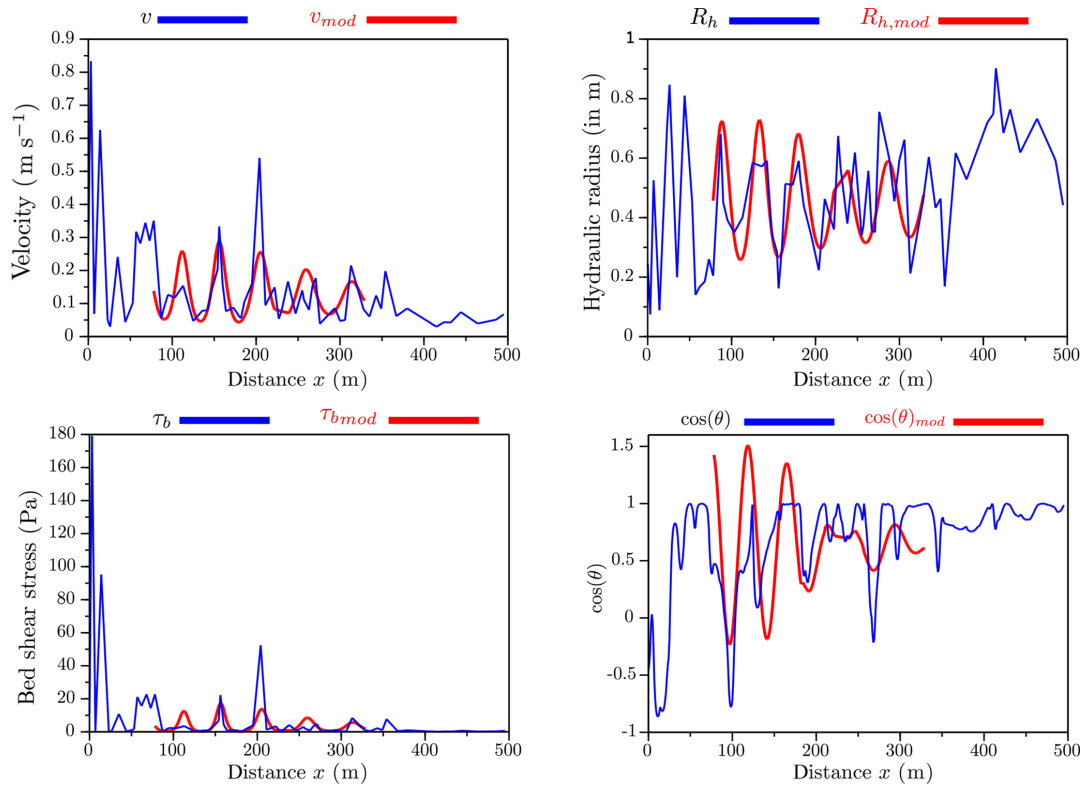 v v_mod
0.9
0.8
0.7
0.6
0.5
0.4
0.3
0.2
0.1
0
Velocity ( m s⁻¹)
0 100 200 300 400 500
Distance x (m)
R_h R_h,mod
1
0.8
0.6
0.4
0.2
0
Hydraulic radius (in m)
0 100 200 300 400 500
Distance x (m)
τ_b τ_bmod
180
160
140
120
100
80
60
40
20
0
Bed shear stress (Pa)
0 100 200 300 400 500
Distance x (m)
cos(θ) cos(θ)_mod
1.5
1
0.5
0
-0.5
-1
cos(θ)
0 100 200 300 400 500
Distance x (m)